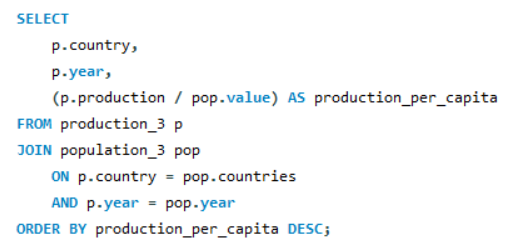 SELECT
p.country,
p.year,
(p.production / pop.value) AS production_per_capita
FROM production_3 p
JOIN population_3 pop
ON p.country = pop.countries
AND p.year = pop.year
ORDER BY production_per_capita DESC;